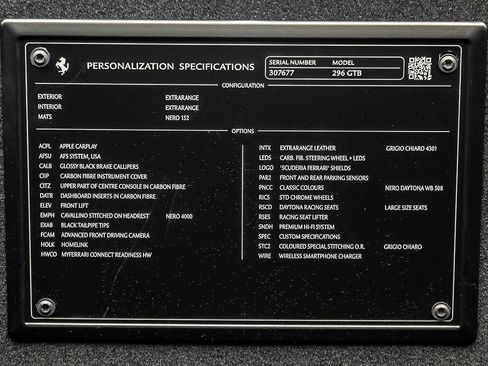 PERSONALIZATION SPECIFICATIONS
SERIAL NUMBER MODEL
307677 296 GTB
CONFIGURATION
EXTERIOR EXTRARANGE
INTERIOR EXTRARANGE
MATS NERO 152
OPTIONS
ACPL APPLE CARPLAY
AFSU AFS SYSTEM, USA
CALB GLOSSY BLACK BRAKE CALLIPERS
CIIP CARBON FIBRE INSTRUMENT COVER
CITZ UPPER PART OF CENTRE CONSOLE IN CARBON FIBRE
DATR DASHBOARD INSERTS IN CARBON FIBRE
ELEV FRONT LIFT
EMPH CAVALLINO STITCHED ON HEADREST NERO 4000
EXAB BLACK TAILPIPE TIPS
FCAM ADVANCED FRONT DRIVING CAMERA
HOLK HOMELINK
HWCO MYFERRARI CONNECT READINESS HW
INTX EXTRARANGE LEATHER GRIGIO CHIARO 4301
LEDS CARB. FIB. STEERING WHEEL + LEDS
LOGO 'SCUDERIA FERRARI' SHIELDS
PAR2 FRONT AND REAR PARKING SENSORS
PNCC CLASSIC COLOURS NERO DAYTONA WB 508
RICS STD CHROME WHEELS
RSCD DAYTONA RACING SEATS LARGE SIZE SEATS
RSES RACING SEAT LIFTER
SNDH PREMIUM HI-FI SYSTEM
SPEC CUSTOM SPECIFICATIONS
STC2 COLOURED SPECIAL STITCHING O.R. GRIGIO CHIARO
WIRE WIRELESS SMARTPHONE CHARGER